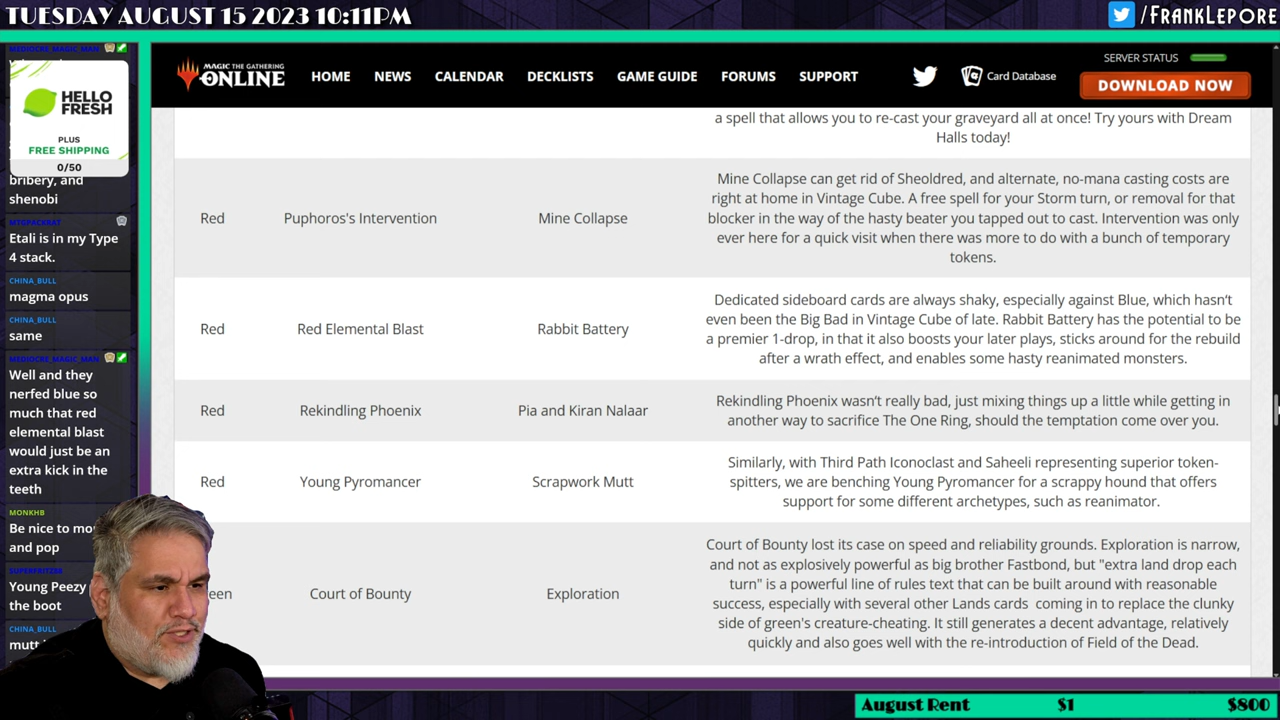 TUESDAY AUGUST 15 2023 10:11PM
/FRANKLEPORE
MEDIOCRE_MAGIC_MAN
HELLO
FRESH
PLUS
FREE SHIPPING
0/50
bribery, and
shenobi
MTGPACKRAT
Etali is in my Type
4 stack.
CHINA_BULL
magma opus
CHINA_BULL
same
MEDIOCRE_MAGIC_MAN
Well and they
nerfed blue so
much that red
elemental blast
would just be an
extra kick in the
teeth
MONKHB
Be nice to mo
and pop
SUPERFRITZ88
Young Peezy
the boot
CHINA_BUL
mutt
MAGIC THE GATHERING
ONLINE
HOME
NEWS
CALENDAR
DECKLISTS
GAME GUIDE
FORUMS
SUPPORT
Card Database
SERVER STATUS
DOWNLOAD NOW
a spell that allows you to re-cast your graveyard all at once! Try yours with Dream
Halls today!
Red
Puphoros's Intervention
Mine Collapse
Mine Collapse can get rid of Sheoldred, and alternate, no-mana casting costs are
right at home in Vintage Cube. A free spell for your Storm turn, or removal for that
blocker in the way of the hasty beater you tapped out to cast. Intervention was only
ever here for a quick visit when there was more to do with a bunch of temporary
tokens.
Red
Red Elemental Blast
Rabbit Battery
Dedicated sideboard cards are always shaky, especially against Blue, which hasn't
even been the Big Bad in Vintage Cube of late. Rabbit Battery has the potential to be
a premier 1-drop, in that it also boosts your later plays, sticks around for the rebuild
after a wrath effect, and enables some hasty reanimated monsters.
Red
Rekindling Phoenix
Pia and Kiran Nalaar
Rekindling Phoenix wasn't really bad, just mixing things up a little while getting in
another way to sacrifice The One Ring, should the temptation come over you.
Red
Young Pyromancer
Scrapwork Mutt
Similarly, with Third Path Iconoclast and Saheeli representing superior token-
spitters, we are benching Young Pyromancer for a scrappy hound that offers
support for some different archetypes, such as reanimator.
een
Court of Bounty
Exploration
Court of Bounty lost its case on speed and reliability grounds. Exploration is narrow,
and not as explosively powerful as big brother Fastbond, but "extra land drop each
turn" is a powerful line of rules text that can be built around with reasonable
success, especially with several other Lands cards coming in to replace the clunky
side of green's creature-cheating. It still generates a decent advantage, relatively
quickly and also goes well with the re-introduction of Field of the Dead.
August Rent
$1
$800